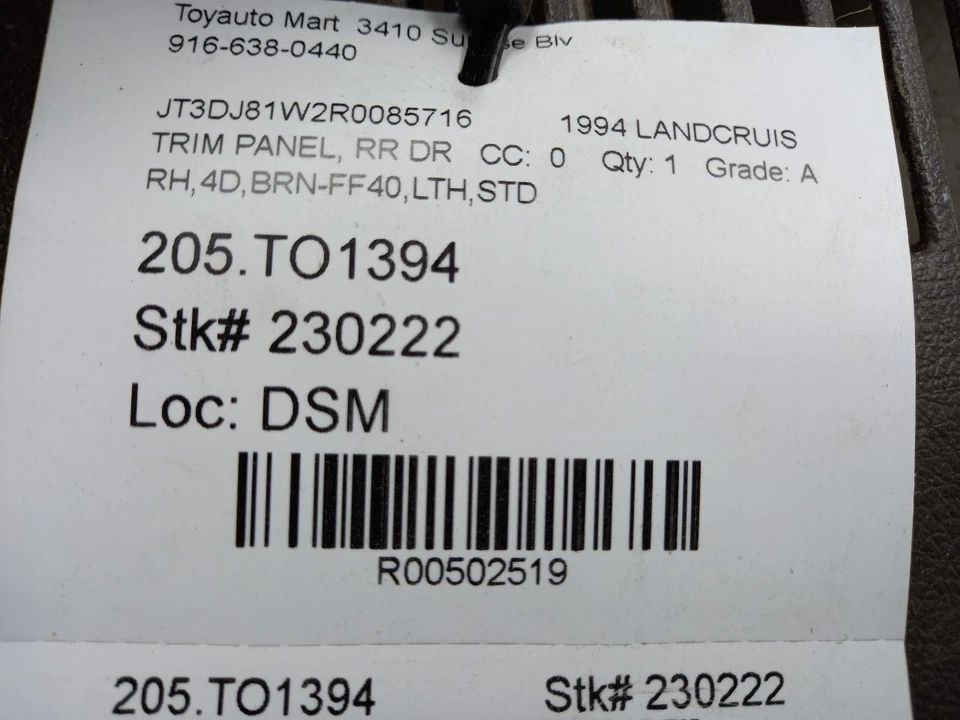 Toyauto Mart 3410 Blv
916-638-0440
JT3DJ81W2R0085716 1994 LANDCRUIS
TRIM PANEL, RR DR CC: 0 Qty: 1 Grade: A
RH,4D,BRN-FF40,LTH,STD
205.TO1394
Stk# 230222
Loc: DSM
R00502519
205.TO1394 Stk# 230222